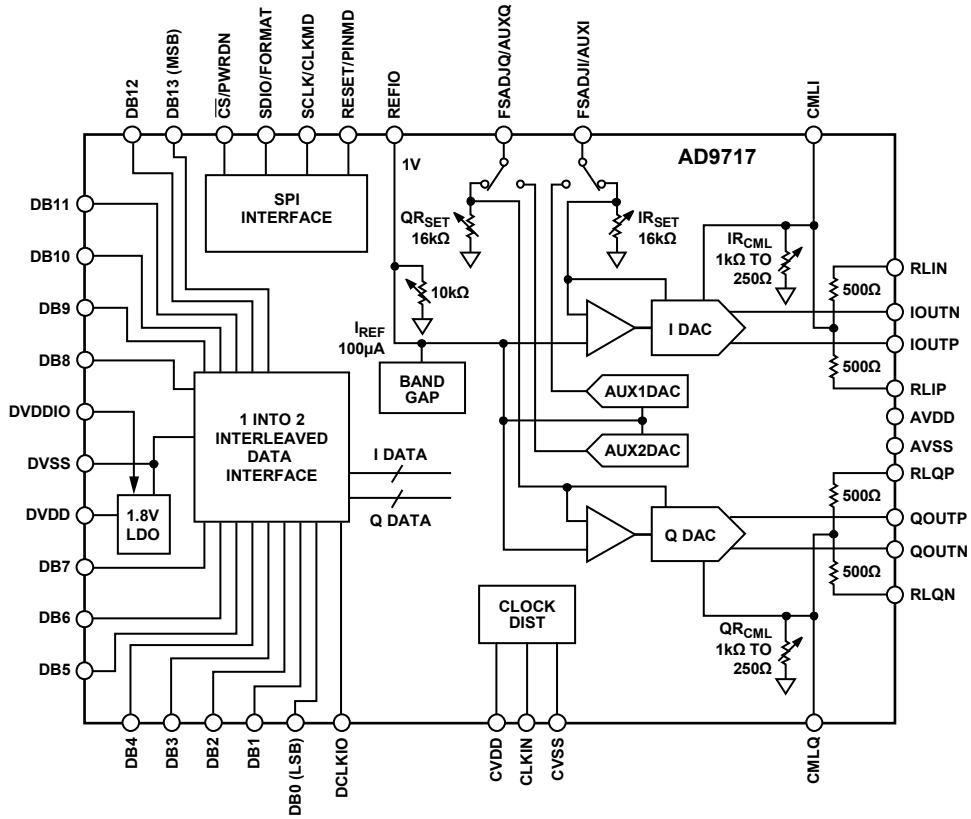 DB12
DB13 (MSB)
CS/PWRDN
SDIO/FORMAT
SCLK/CLKMD
RESET/PINMD
REFIO
FSADJQ/AUXQ
FSADJI/AUXI
CMLI
AD9717
1V
SPI
INTERFACE
QRSET
16kΩ
IRSET
16kΩ
IRCML
1kΩ TO
250Ω
10kΩ
IREF
100µA
BAND
GAP
I DAC
500Ω
500Ω
AUX1DAC
AUX2DAC
1 INTO 2
INTERLEAVED
DATA
INTERFACE
I DATA
Q DATA
1.8V
LDO
Q DAC
500Ω
500Ω
CLOCK
DIST
QRCML
1kΩ TO
250Ω
DB11
DB10
DB9
DB8
DVDDIO
DVSS
DVDD
DB7
DB6
DB5
RLIN
IOUTN
IOUTP
RLIP
AVDD
AVSS
RLQP
QOUTP
QOUTN
RLQN
DB4
DB3
DB2
DB1
DB0 (LSB)
DCLKIO
CVDD
CLKIN
CVSS
CMLQ